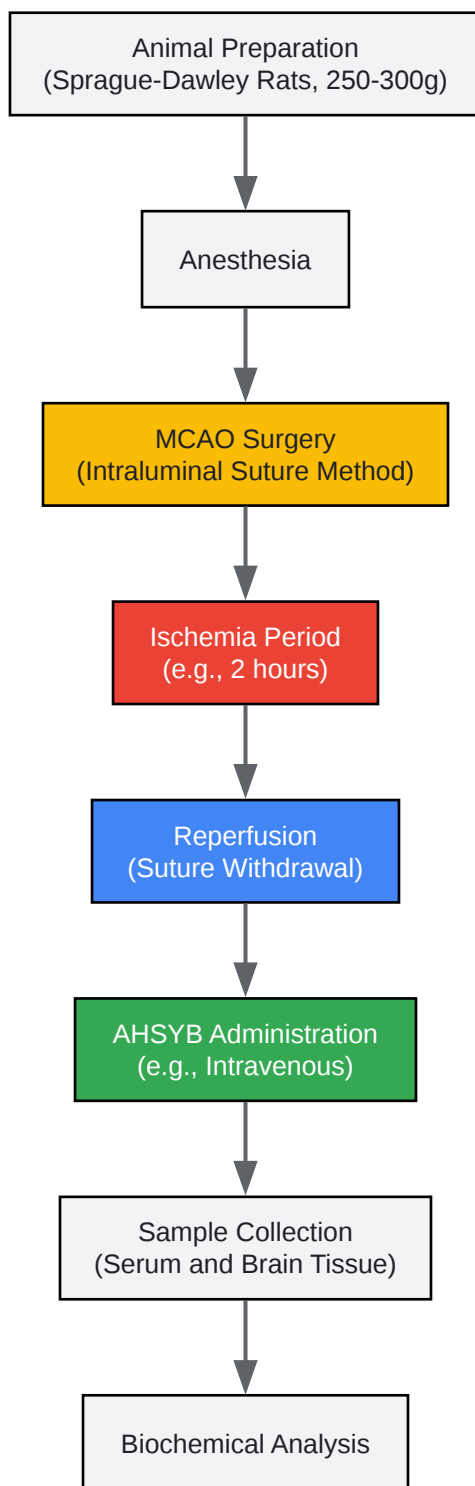 Animal Preparation
(Sprague-Dawley Rats, 250-300g)
Anesthesia
MCAO Surgery
(Intraluminal Suture Method)
Ischemia Period
(e.g., 2 hours)
Reperfusion
(Suture Withdrawal)
AHSYB Administration
(e.g., Intravenous)
Sample Collection
(Serum and Brain Tissue)
Biochemical Analysis